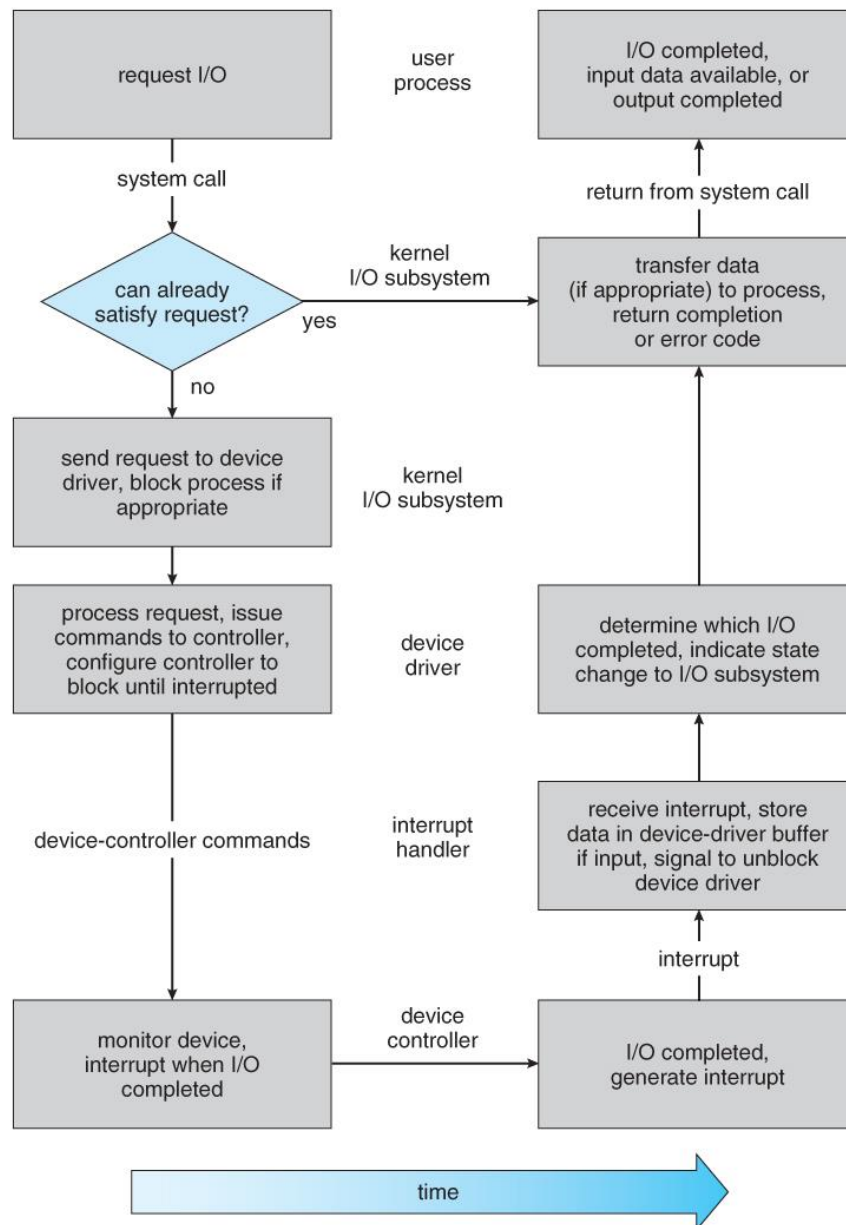 request I/O
user
process
I/O completed,
input data available, or
output completed
system call
return from system call
can already
satisfy request?
kernel
I/O subsystem
yes
transfer data
(if appropriate) to process,
return completion
or error code
no
send request to device
driver, block process if
appropriate
kernel
I/O subsystem
process request, issue
commands to controller,
configure controller to
block until interrupted
device
driver
determine which I/O
completed, indicate state
change to I/O subsystem
device-controller commands
interrupt
handler
receive interrupt, store
data in device-driver buffer
if input, signal to unblock
device driver
interrupt
monitor device,
interrupt when I/O
completed
device
controller
I/O completed,
generate interrupt
time